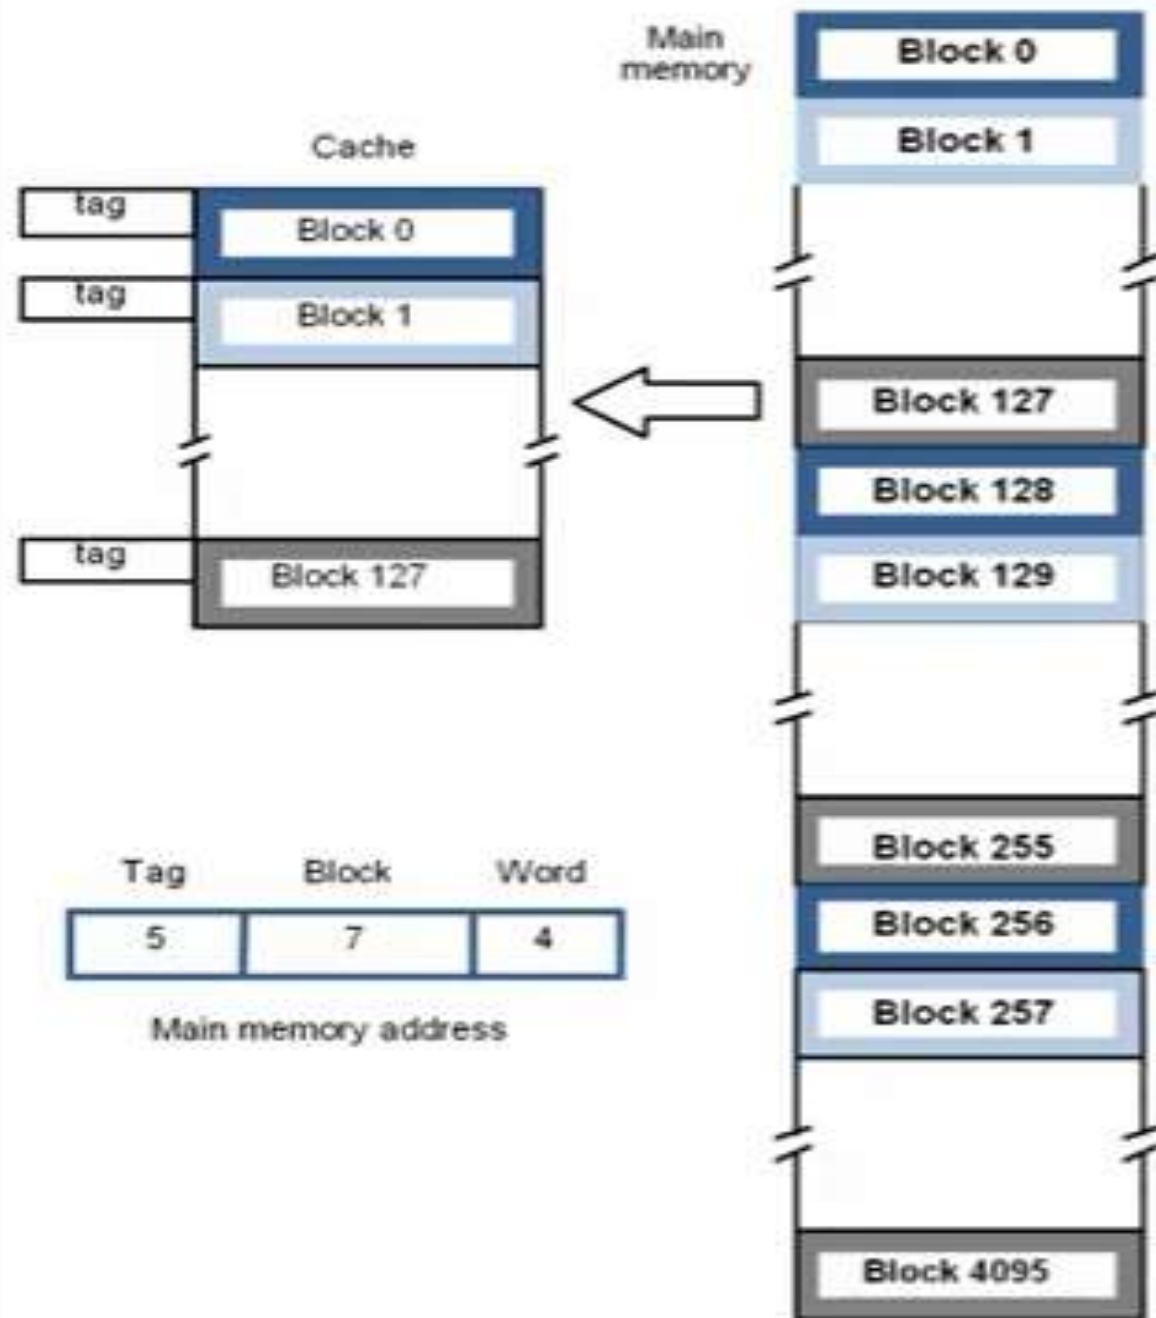 Main
memory
Block 0
Block 1
Cache
tag
Block 0
tag
Block 1
tag
Block 127
Block 127
Block 128
Block 129
Block 255
Block 256
Block 257
Block 4095
Tag Block Word
5 7 4
Main memory address